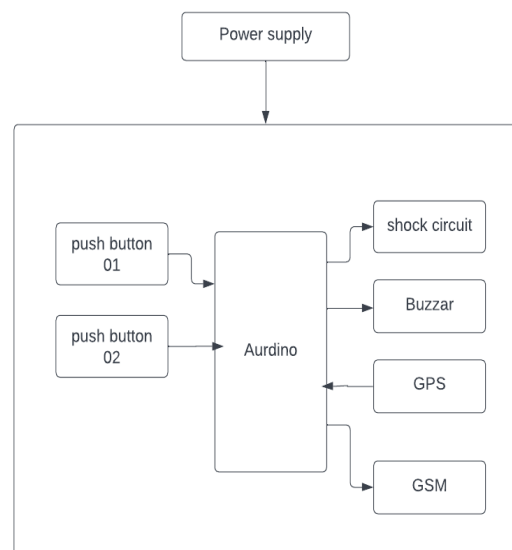 Power supply
push button
01
shock circuit
Buzzar
push button
02
Aurdino
GPS
GSM